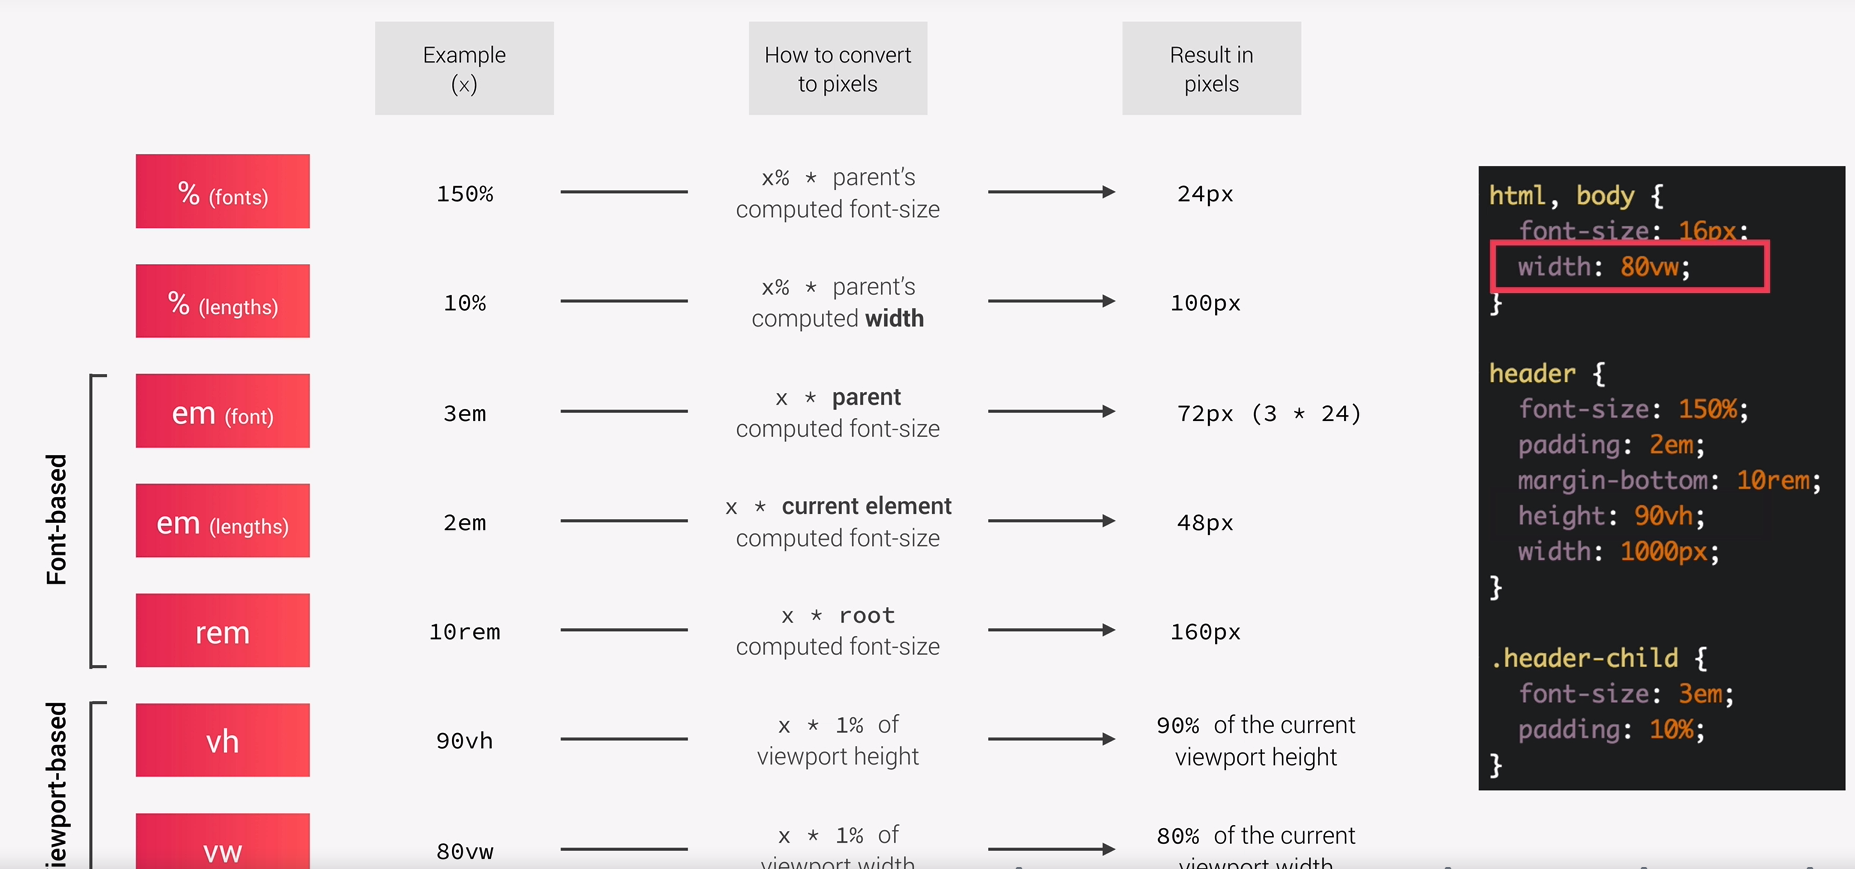 Example
(x)
How to convert
to pixels
Result in
pixels
% (fonts)
150%
x% * parent's
computed font-size
24px
% (lengths)
10%
x% * parent's
computed width
100px
Font-based
em (font)
3em
x * parent
computed font-size
72px (3 * 24)
em (lengths)
2em
x * current element
computed font-size
48px
rem
10rem
x * root
computed font-size
160px
viewport-based
vh
90vh
x * 1% of
viewport height
90% of the current
viewport height
vw
80vw
x * 1% of
viewport width
80% of the current
viewport width
html, body {
font-size: 16px;
width: 80vw;
}
header {
font-size: 150%;
padding: 2em;
margin-bottom: 10rem;
height: 90vh;
width: 1000px;
}
.header-child {
font-size: 3em;
padding: 10%;
}